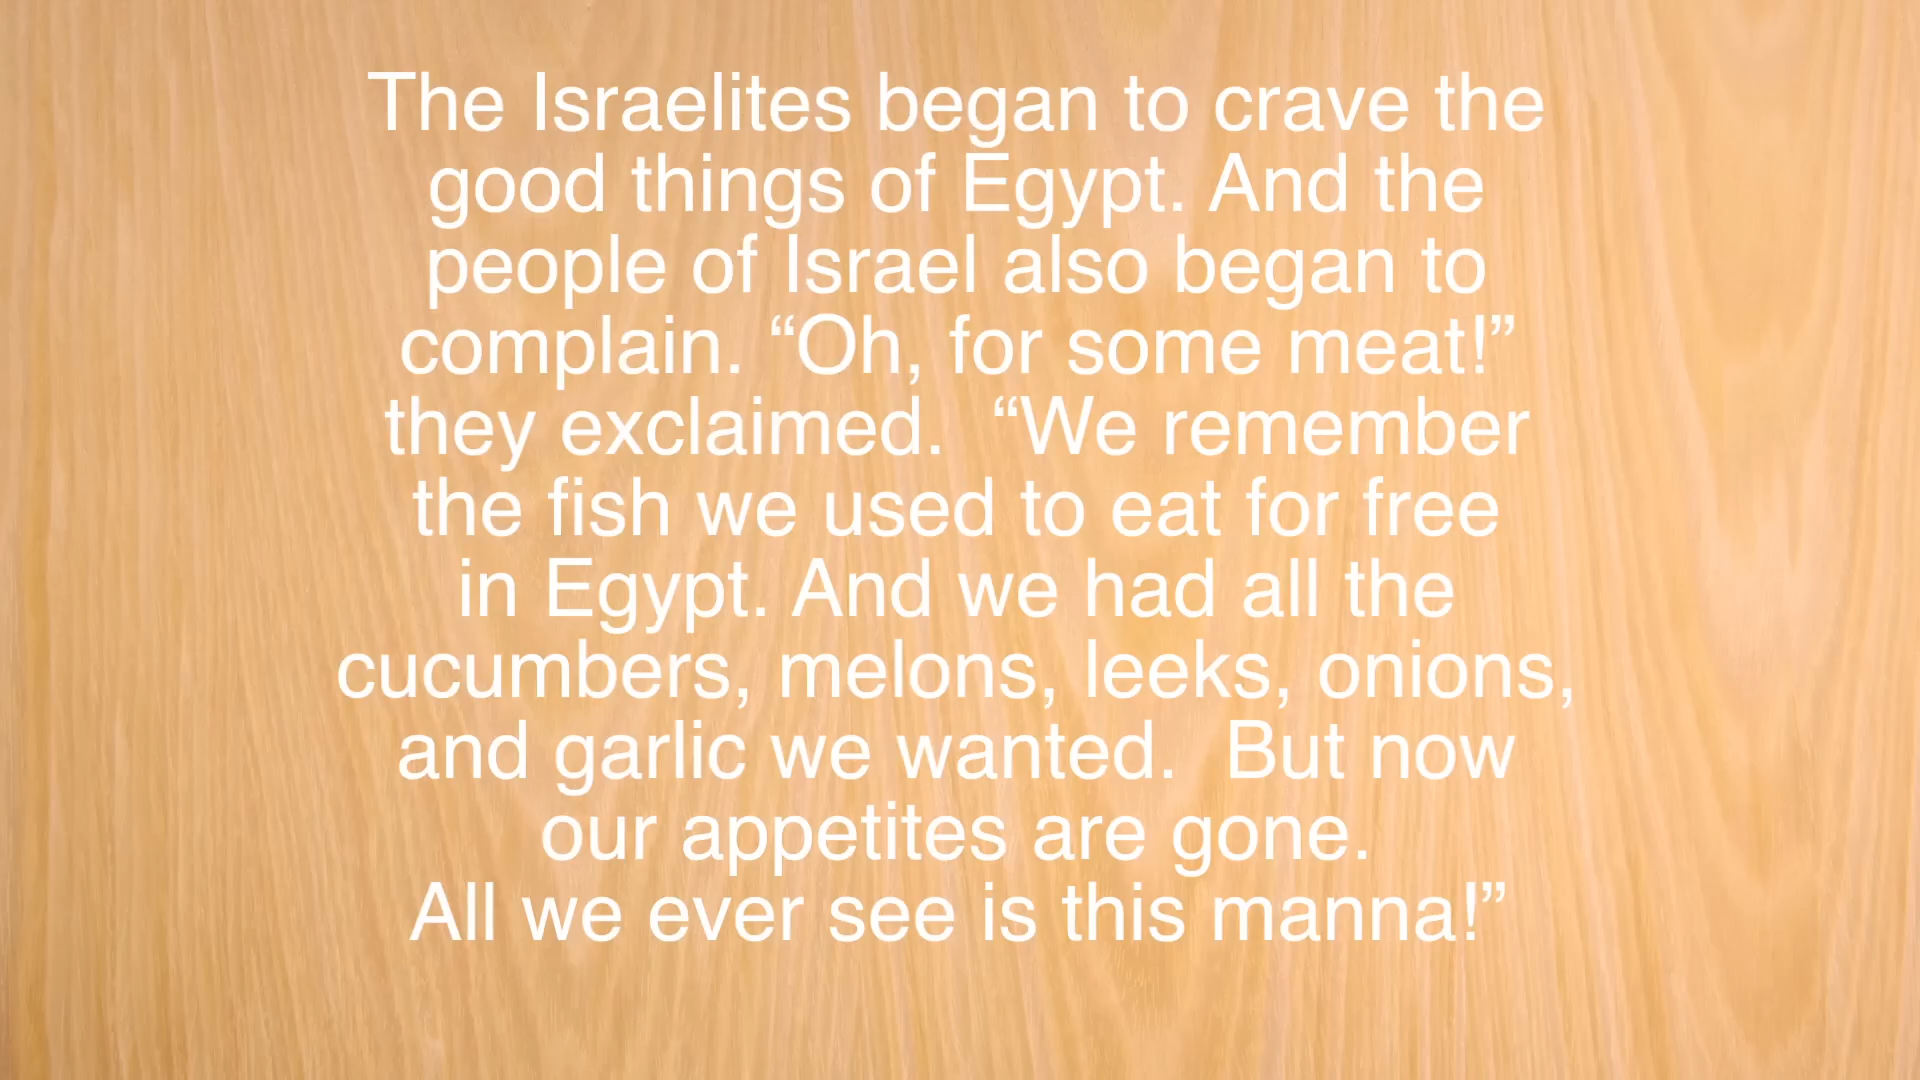 The Israelites began to crave the
good things of Egypt. And the
people of Israel also began to
complain. “Oh, for some meat!”
they exclaimed.  “We remember
the fish we used to eat for free
in Egypt. And we had all the
cucumbers, melons, leeks, onions,
and garlic we wanted.  But now
our appetites are gone.
All we ever see is this manna!”